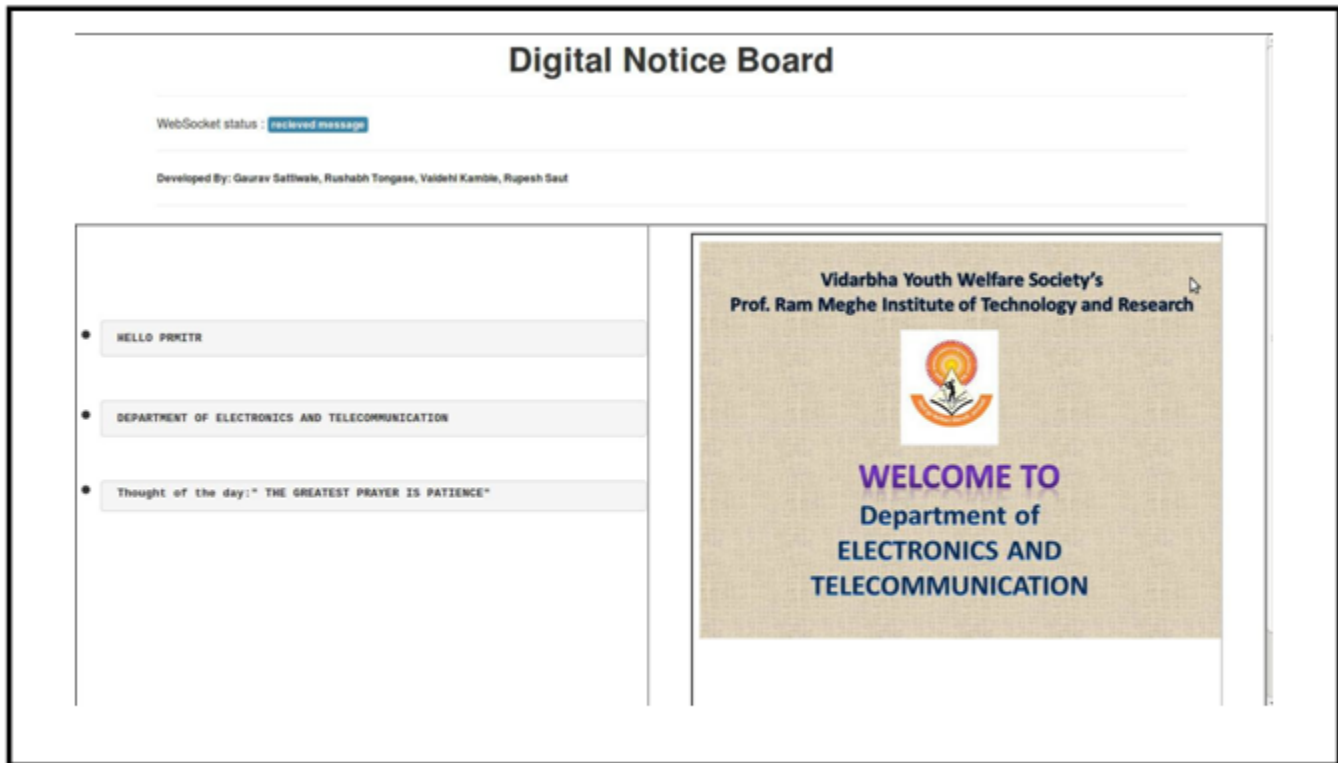 Digital Notice Board
WebSocket status : recieved message
Developed By: Gaurav Sattiwale, Rushabh Tongase, Vaidehi Kamble, Rupesh Saut
HELLO PRMITR
DEPARTMENT OF ELECTRONICS AND TELECOMMUNICATION
Thought of the day:" THE GREATEST PRAYER IS PATIENCE"
Vidarbha Youth Welfare Society's
Prof. Ram Meghe Institute of Technology and Research
WELCOME TO
Department of
ELECTRONICS AND
TELECOMMUNICATION